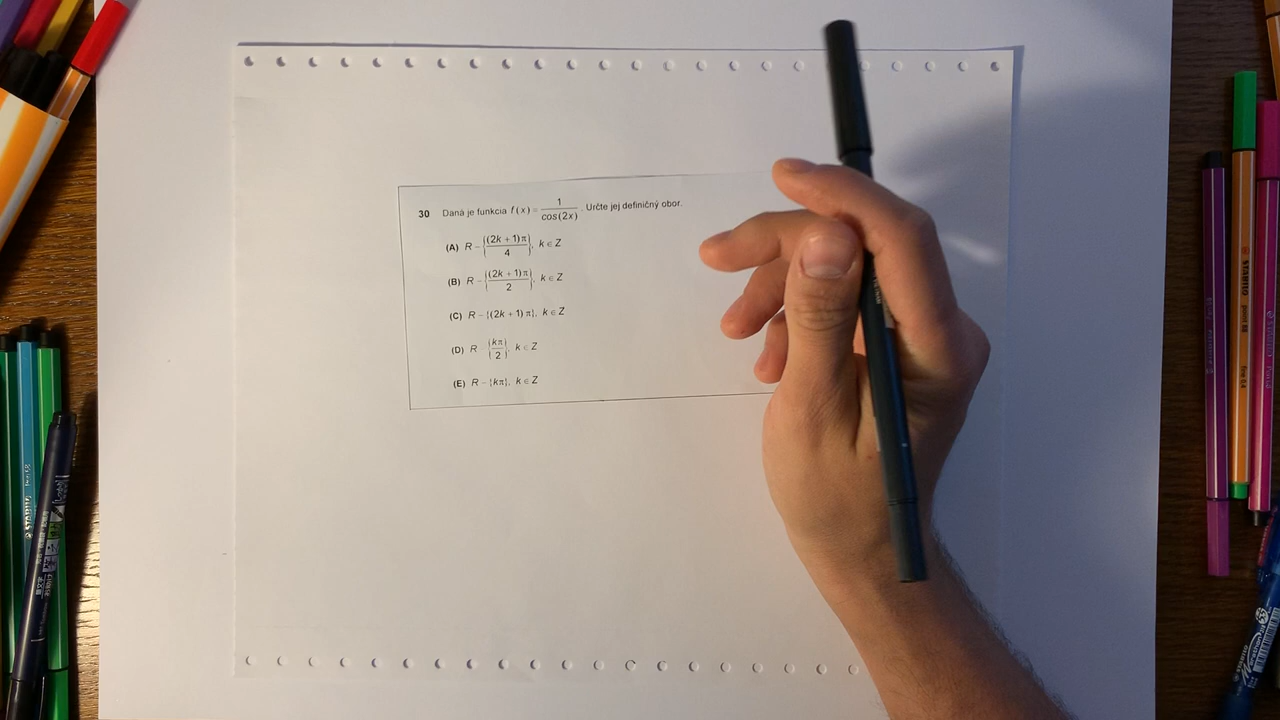 30 Daná je funkcia f(x) = 1/cos(2x). Určte jej definičný obor.
(A) R – {(2k + 1)π/4}, k ∈ Z
(B) R – {(2k + 1)π/2}, k ∈ Z
(C) R – {(2k + 1) π}, k ∈ Z
(D) R – {kπ/2}, k ∈ Z
(E) R – {kπ}, k ∈ Z
STABILO